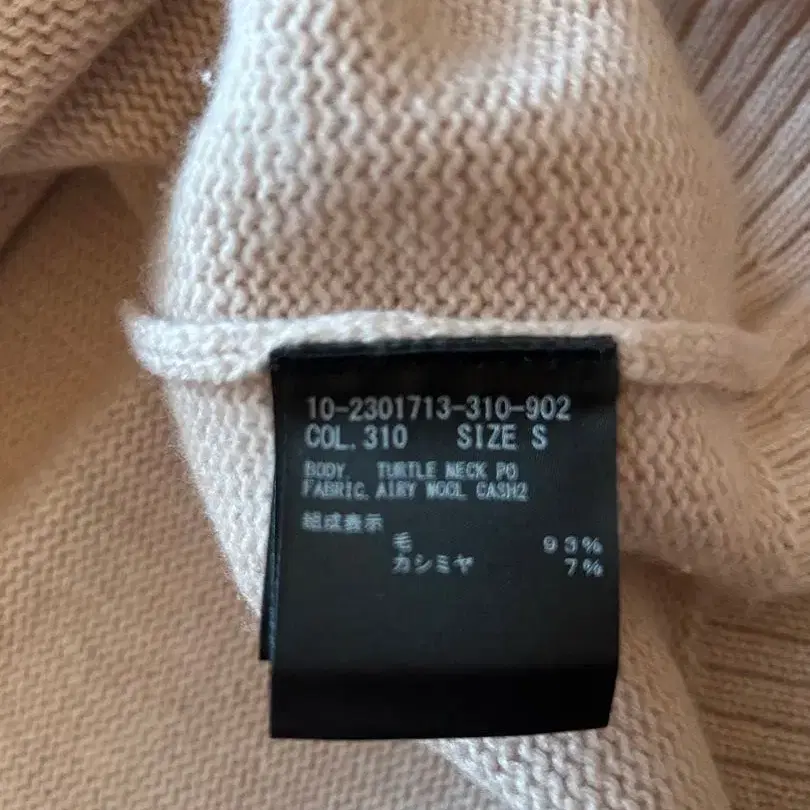 10-2301713-310-902
COL.310 SIZE S
BODY. TURTLE NECK PO
FABRIC. AIRY WOOL CASH2
組成表示
毛 93%
カシミヤ 7%